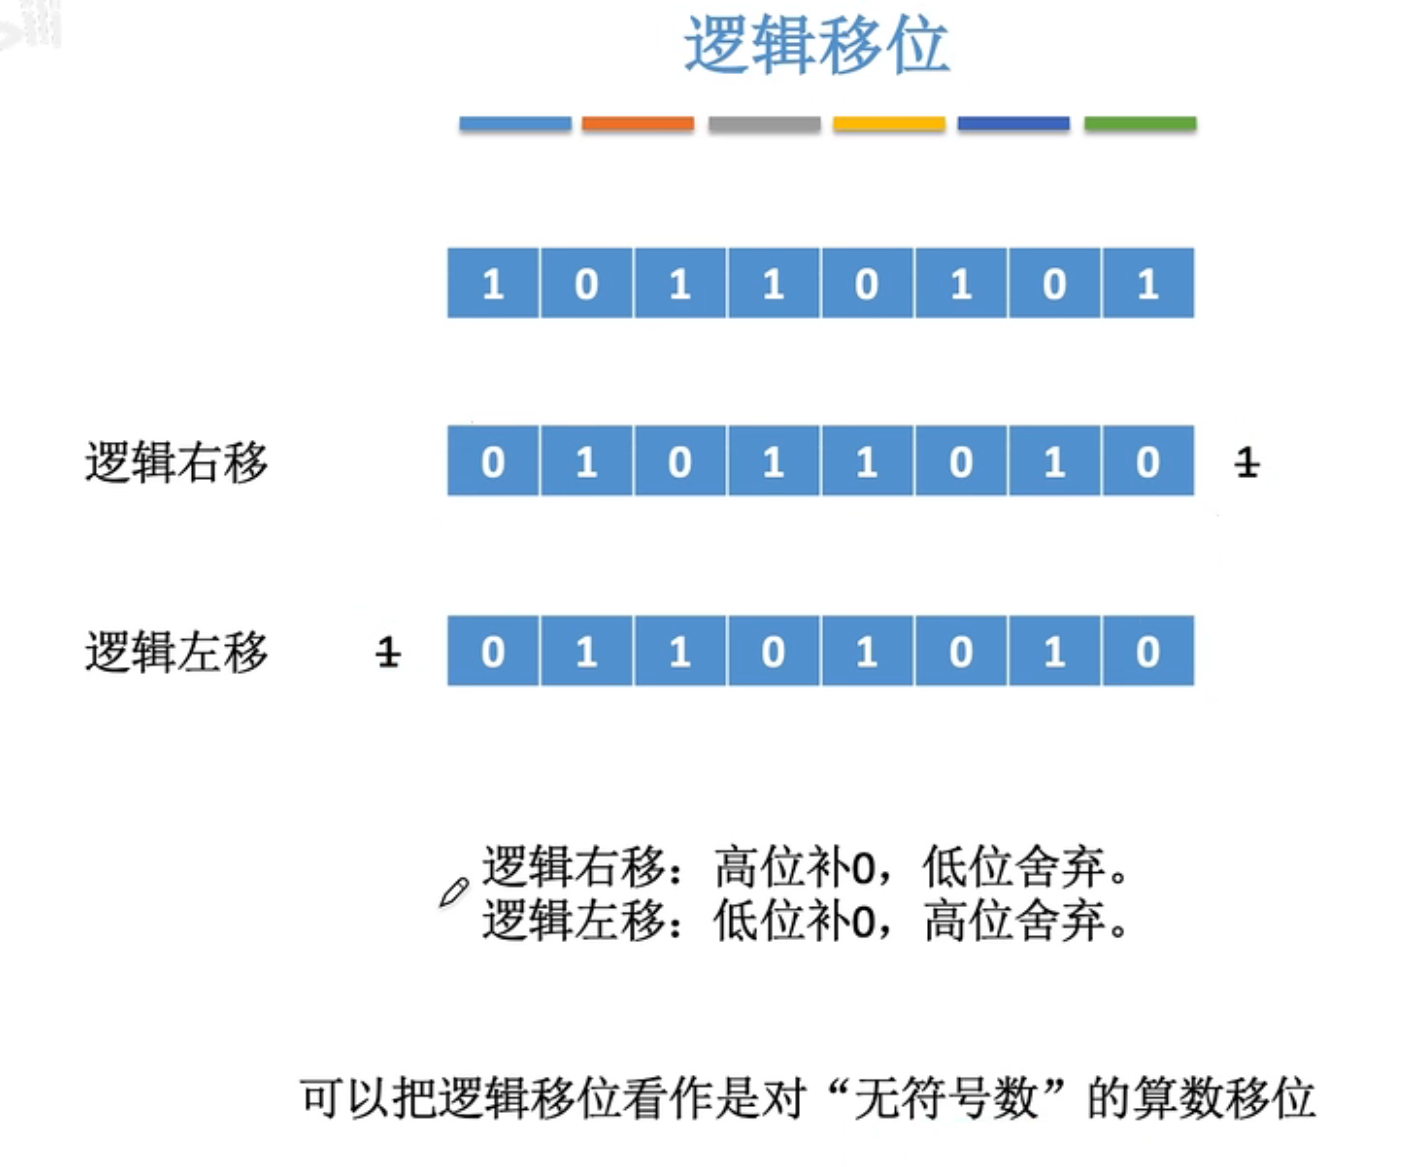 逻辑移位
1 0 1 1 0 1 0 1
逻辑右移 0 1 0 1 1 0 1 0 1
逻辑左移 1 0 1 1 0 1 0 1 0
逻辑右移：高位补0，低位舍弃。
逻辑左移：低位补0，高位舍弃。
可以把逻辑移位看作是对“无符号数”的算数移位